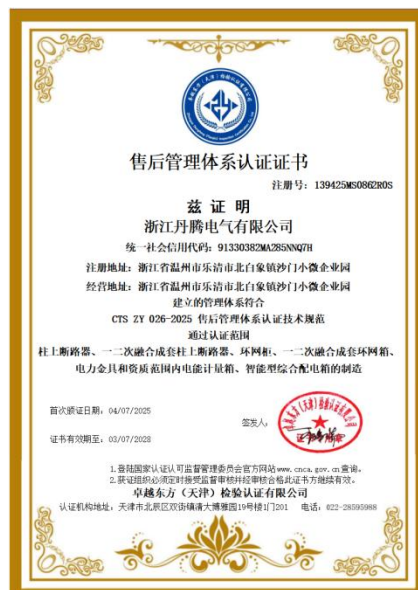 售后管理体系认证证书
注册号：139425MS0862R0S
兹证明
浙江丹腾电气有限公司
统一社会信用代码：91330382MA285NNQ7H
注册地址：浙江省温州市乐清市北白象镇沙门小微企业园
经营地址：浙江省温州市乐清市北白象镇沙门小微企业园
建立的管理体系符合
CTS ZY 026-2025 售后管理体系认证技术规范
通过认证范围
柱上断路器、一二次融合成套柱上断路器、环网柜、一二次融合成套环网箱、
电力金具和资质范围内电能计量箱、智能型综合配电箱的制造
首次颁证日期：04/07/2025
签发人：
证书有效期至：03/07/2028
1.登陆国家认证认可监督管理委员会官方网站www.cnca.gov.cn查询。
2.获证组织必须定时接受监督审核并经审核合格此证书方继续有效。
卓越东方（天津）检验认证有限公司
认证机构地址：天津市北辰区双街镇清大博雅园19号楼1门201 电话：022-28595988